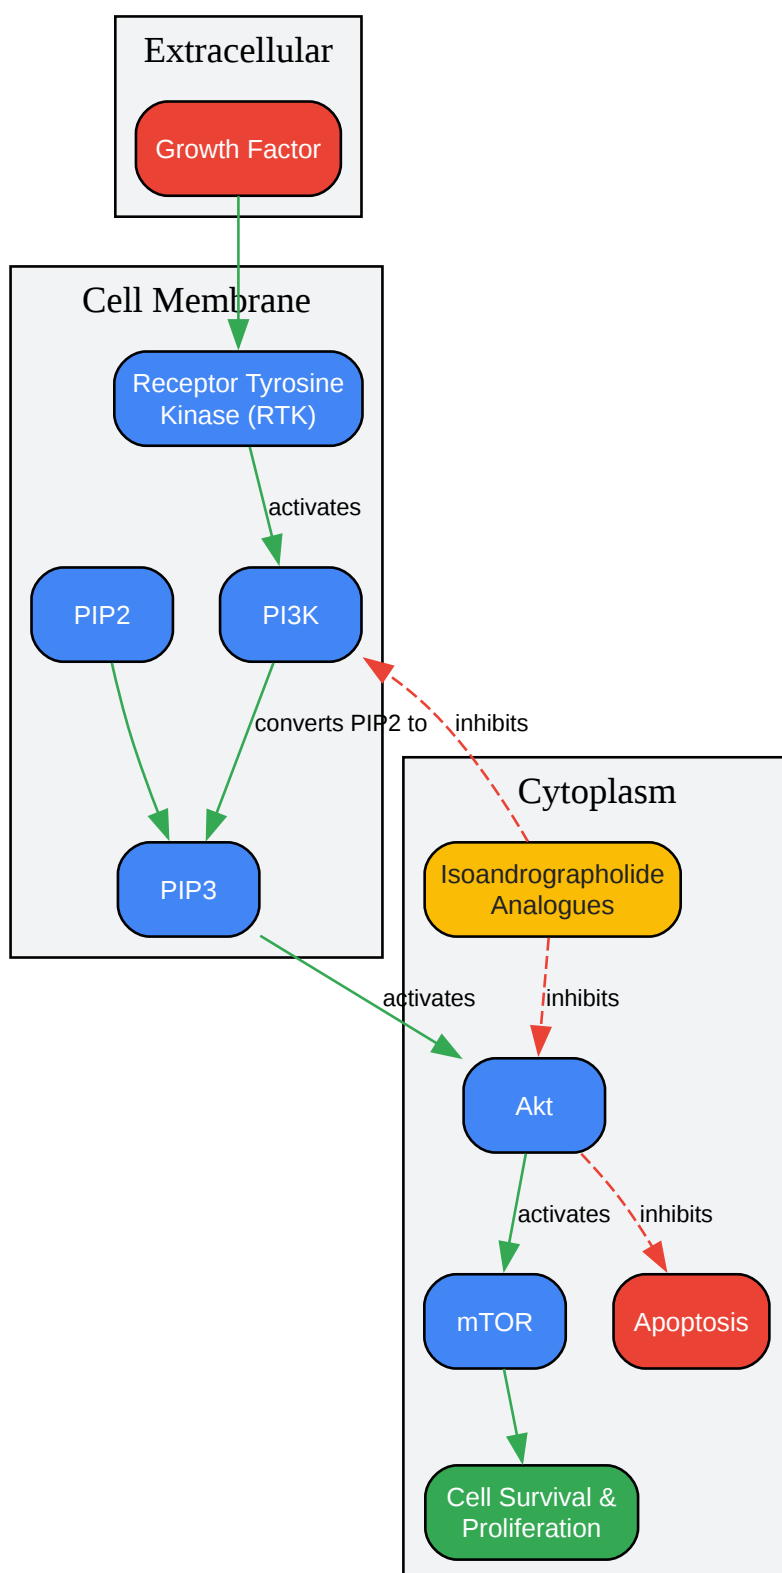 Extracellular
Growth Factor
Cell Membrane
Receptor Tyrosine
Kinase (RTK)
activates
PIP2
PI3K
converts PIP2 to
inhibits
Cytoplasm
Isoandrographolide
Analogues
PIP3
activates
inhibits
Akt
activates
inhibits
mTOR
Apoptosis
Cell Survival &
Proliferation